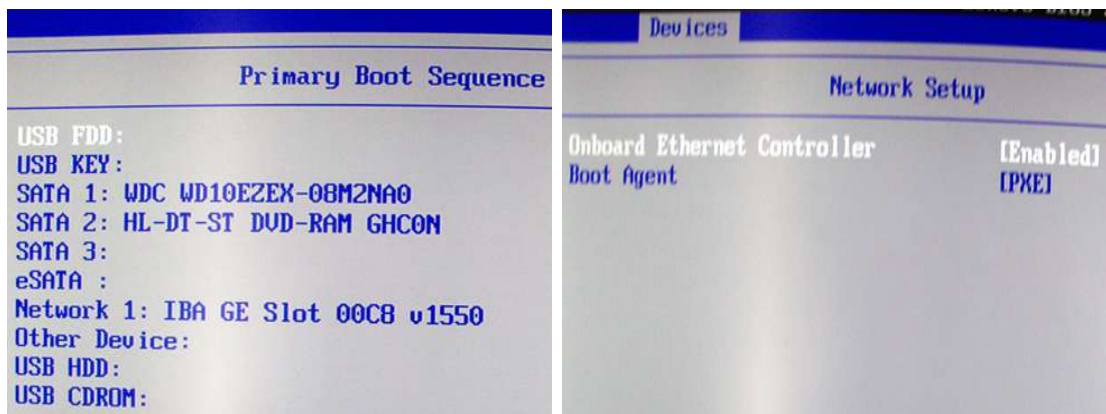 Primary Boot Sequence
USB FDD:
USB KEY:
SATA 1: WDC WD10EZEX-08M2NA0
SATA 2: HL-DT-ST DVD-RAM GHC0N
SATA 3:
eSATA :
Network 1: IBA GE Slot 00C8 v1550
Other Device:
USB HDD:
USB CDROM:
Devices
Network Setup
Onboard Ethernet Controller [Enabled]
Boot Agent [PXE]